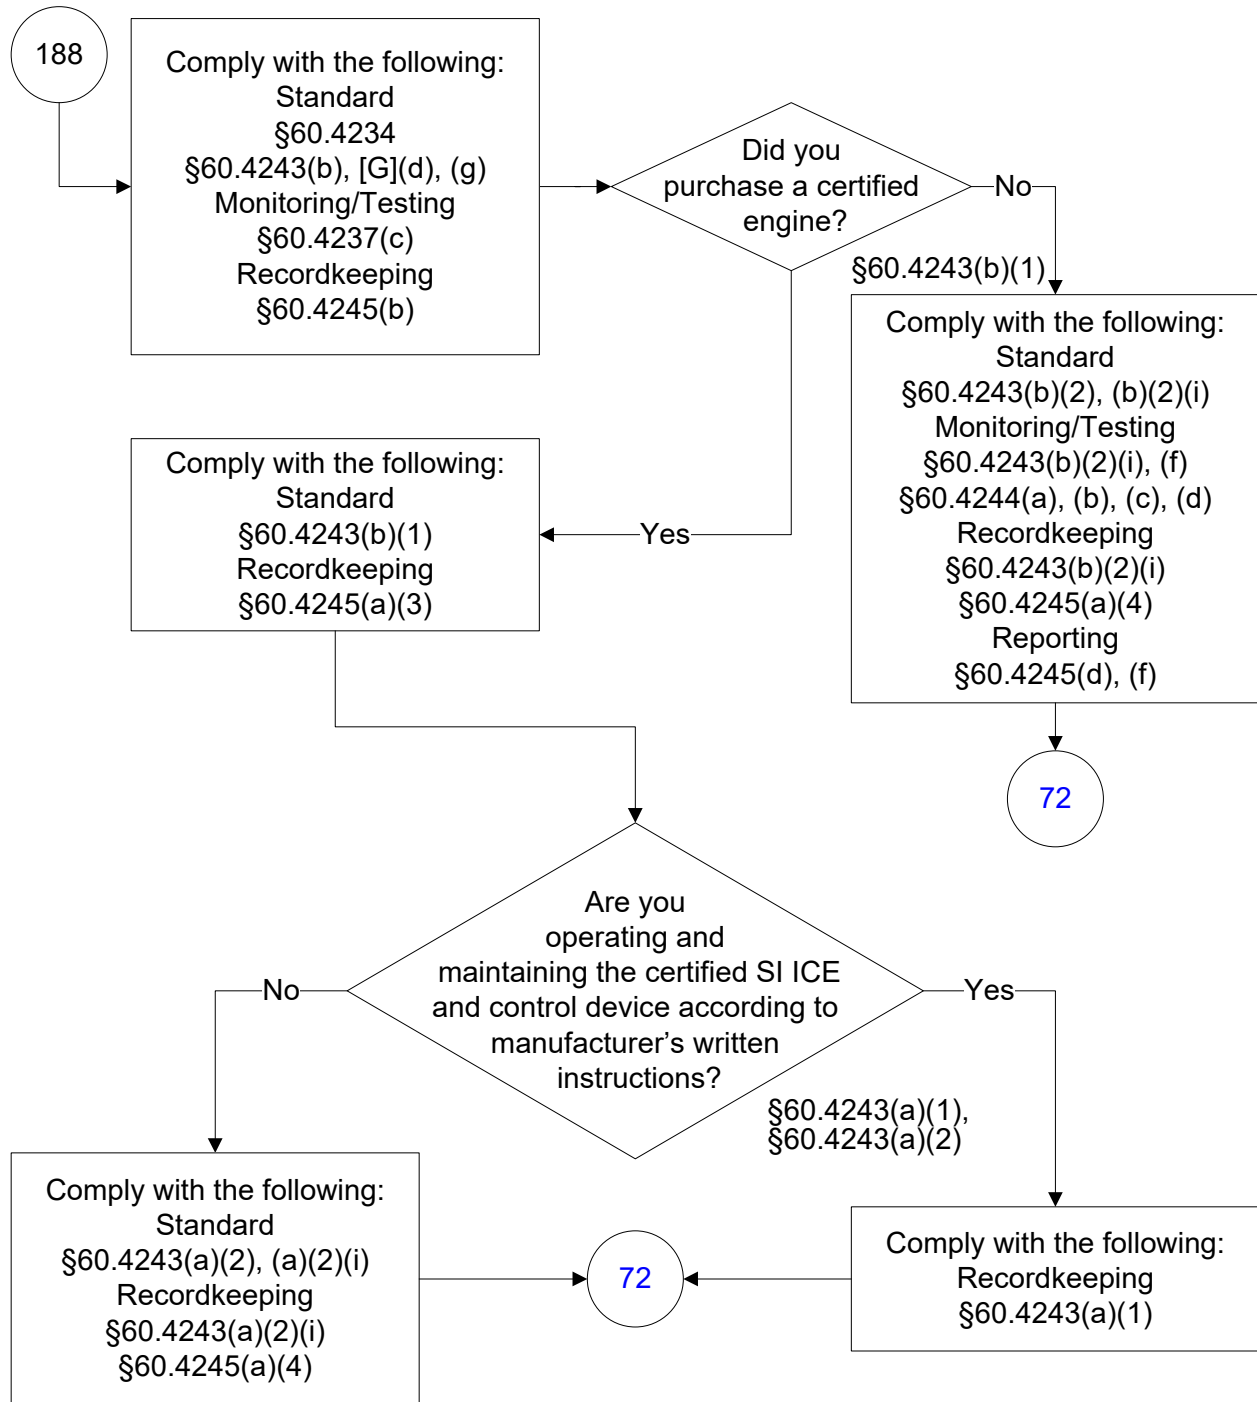 188
Comply with the following:
Standard
§60.4234
§60.4243(b), [G](d), (g)
Monitoring/Testing
§60.4237(c)
Recordkeeping
§60.4245(b)
Did you
purchase a certified
engine?
No
§60.4243(b)(1)
Comply with the following:
Standard
§60.4243(b)(2), (b)(2)(i)
Monitoring/Testing
§60.4243(b)(2)(i), (f)
§60.4244(a), (b), (c), (d)
Recordkeeping
§60.4243(b)(2)(i)
§60.4245(a)(4)
Reporting
§60.4245(d), (f)
72
Yes
Comply with the following:
Standard
§60.4243(b)(1)
Recordkeeping
§60.4245(a)(3)
Are you
operating and
maintaining the certified SI ICE
and control device according to
manufacturer’s written
instructions?
No
Yes
§60.4243(a)(1),
§60.4243(a)(2)
Comply with the following:
Standard
§60.4243(a)(2), (a)(2)(i)
Recordkeeping
§60.4243(a)(2)(i)
§60.4245(a)(4)
72
Comply with the following:
Recordkeeping
§60.4243(a)(1)